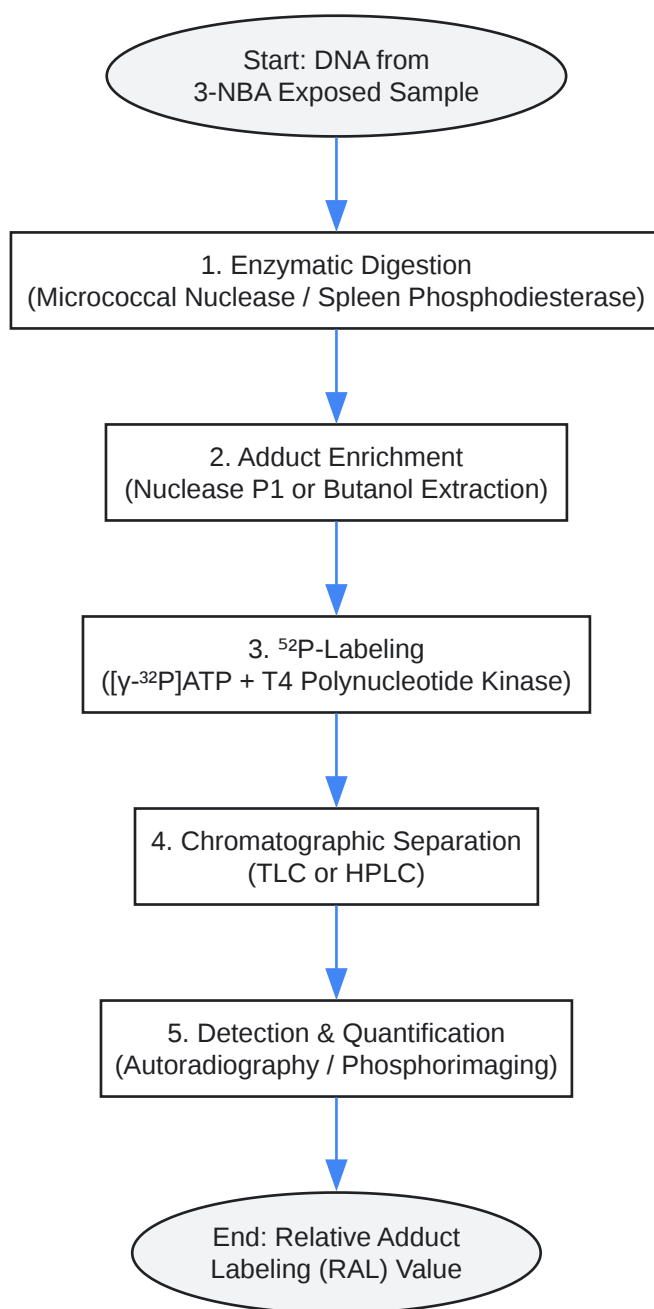 Start: DNA from
3-NBA Exposed Sample
1. Enzymatic Digestion
(Micrococcal Nuclease / Spleen Phosphodiesterase)
2. Adduct Enrichment
(Nuclease P1 or Butanol Extraction)
3. ⁵²P-Labeling
([γ-³²P]ATP + T4 Polynucleotide Kinase)
4. Chromatographic Separation
(TLC or HPLC)
5. Detection & Quantification
(Autoradiography / Phosphorimaging)
End: Relative Adduct
Labeling (RAL) Value